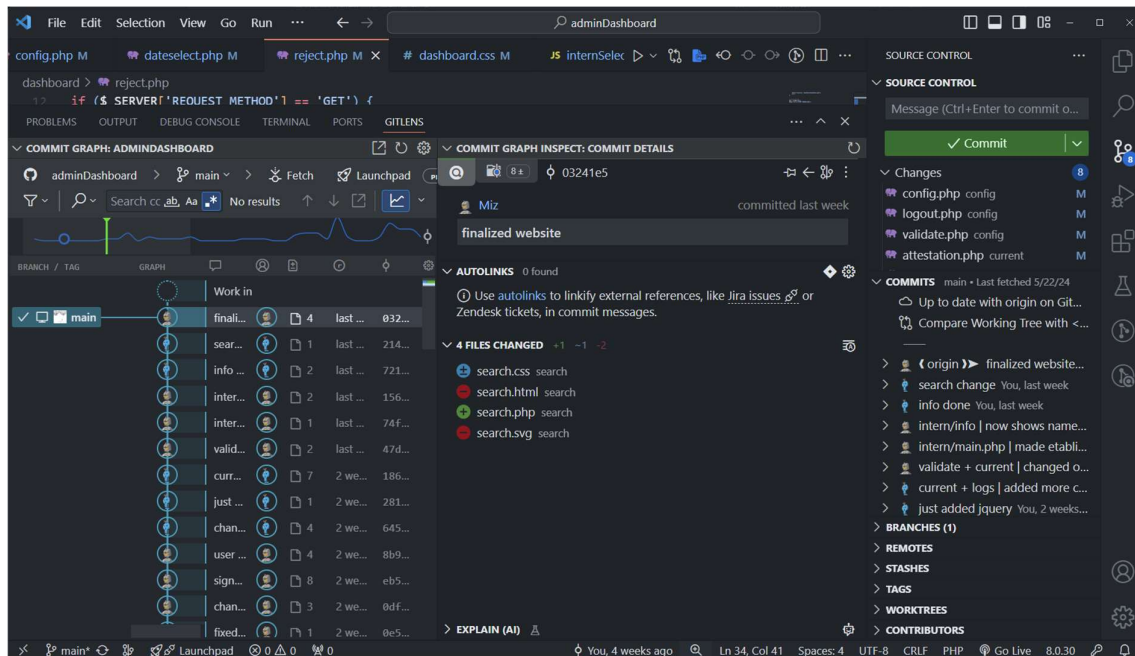 File Edit Selection View Go Run ··· adminDashboard
config.php M dateselect.php M reject.php M # dashboard.css M JS internSelec
dashboard > reject.php
12 if ($_SERVER['REQUEST_METHOD'] == 'GET') {
PROBLEMS OUTPUT DEBUG CONSOLE TERMINAL PORTS GITLENS
COMMIT GRAPH: ADMINDASHBOARD
adminDashboard > main > Fetch Launchpad
Search cc ab, Aa .* No results
BRANCH / TAG GRAPH
Work in
main finali... 4 last ... 032...
sear... 1 last ... 214...
info ... 2 last ... 721...
inter... 2 last ... 156...
inter... 1 last ... 74f...
valid... 2 last ... 47d...
curr... 7 2 we... 186...
just ... 1 2 we... 281...
chan... 4 2 we... 645...
user ... 4 2 we... 8b9...
sign... 8 2 we... eb5...
chan... 3 2 we... 0df...
fixed... 1 2 we... 0e5...
COMMIT GRAPH INSPECT: COMMIT DETAILS
8± 03241e5
Miz committed last week
finalized website
AUTOLINKS 0 found
Use autolinks to linkify external references, like Jira issues or
Zendesk tickets, in commit messages.
4 FILES CHANGED +1 ~1 -2
search.css search
search.html search
search.php search
search.svg search
EXPLAIN (AI)
SOURCE CONTROL ···
SOURCE CONTROL
Message (Ctrl+Enter to commit o...
Commit
Changes 8
config.php config M
logout.php config M
validate.php config M
attestation.php current M
COMMITS main • Last fetched 5/22/24
Up to date with origin on Git...
Compare Working Tree with <...
origin finalized website...
search change You, last week
info done You, last week
intern/info | now shows name...
intern/main.php | made etabli...
validate + current | changed o...
current + logs | added more c...
just added jquery You, 2 weeks...
BRANCHES (1)
REMOTES
STASHES
TAGS
WORKTREES
CONTRIBUTORS
8
main* Launchpad 0 0 0 You, 4 weeks ago Ln 34, Col 41 Spaces: 4 UTF-8 CRLF PHP Go Live 8.0.30